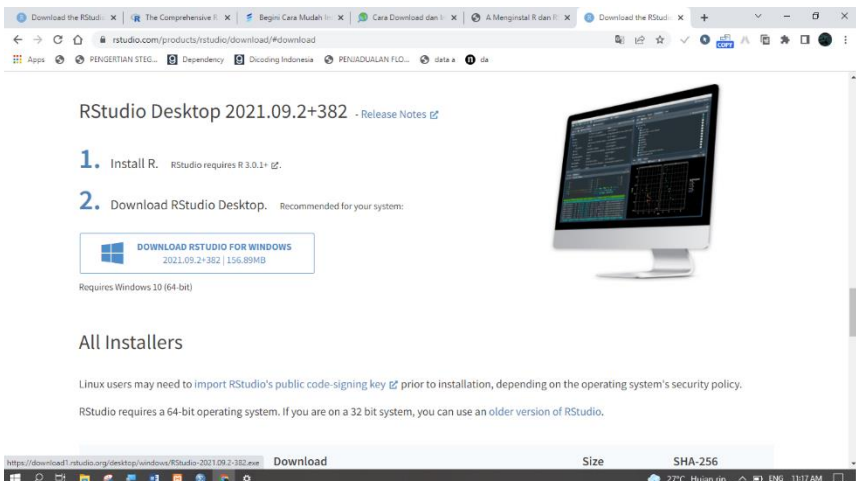 Download the RStudi
The Comprehensive R
Begini Cara Mudah In
Cara Download dan I
A Menginstal R dan R
Download the RStudi
rstudio.com/products/rstudio/download/#download
COPY
Apps
PENGERTIAN STEG...
Dependency
Dicoding Indonesia
PENJADUALAN FLO...
data a
da
RStudio Desktop 2021.09.2+382 - Release Notes
1. Install R. RStudio requires R 3.0.1+.
2. Download RStudio Desktop. Recommended for your system:
DOWNLOAD RSTUDIO FOR WINDOWS
2021.09.2+382 | 156.89MB
Requires Windows 10 (64-bit)
All Installers
Linux users may need to import RStudio's public code-signing key prior to installation, depending on the operating system's security policy.
RStudio requires a 64-bit operating system. If you are on a 32 bit system, you can use an older version of RStudio.
Download Size SHA-256
https://download1.rstudio.org/desktop/windows/RStudio-2021.09.2-382.exe
27°C Hujan rin... ENG 11:17 AM